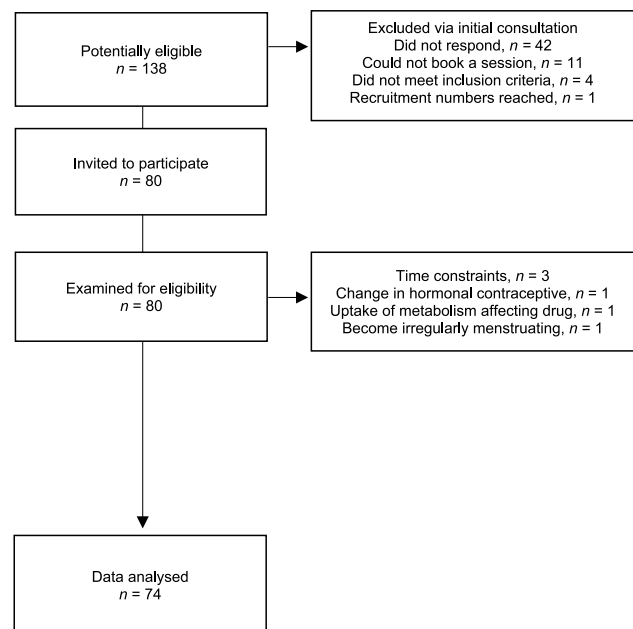 Potentially eligible
n = 138
Excluded via initial consultation
Did not respond, n = 42
Could not book a session, n = 11
Did not meet inclusion criteria, n = 4
Recruitment numbers reached, n = 1
Invited to participate
n = 80
Examined for eligibility
n = 80
Time constraints, n = 3
Change in hormonal contraceptive, n = 1
Uptake of metabolism affecting drug, n = 1
Become irregularly menstruating, n = 1
Data analysed
n = 74